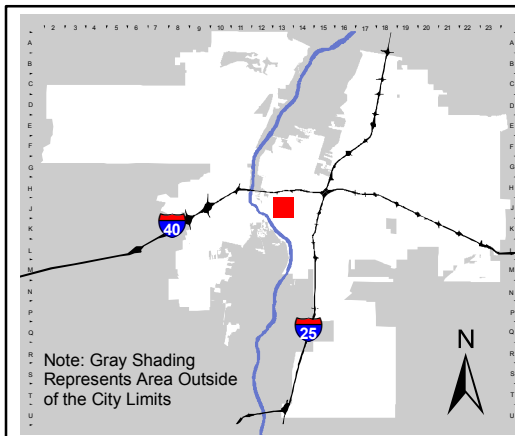 2 3 4 5 6 7 8 9 10 11 12 13 14 15 16 17 18 19 20 21 22 23
A A
B B
C C
D D
E E
F F
G G
H H
J J
K K
L
M M
N N
P P
Q Q
R R
S S
T T
U U
40
25
N
Note: Gray Shading
Represents Area Outside
of the City Limits